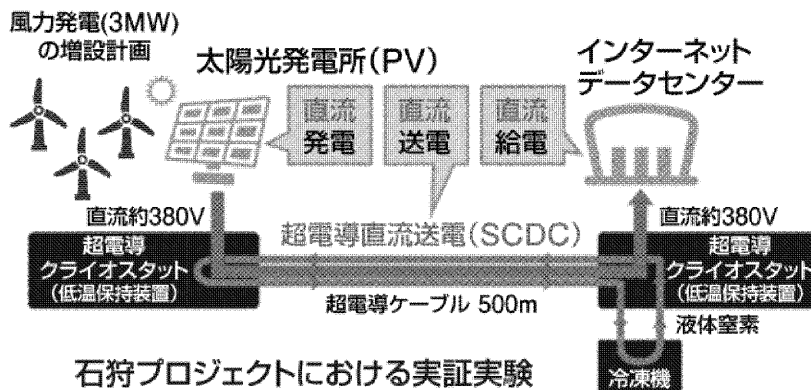 風力発電(3MW)
の増設計画
太陽光発電所(PV)
インターネット
データセンター
直流
発電
直流
送電
直流
給電
直流約380V
超電導直流送電(SCDC)
直流約380V
超電導
クライオスタット
(低温保持装置)
超電導
クライオスタット
(低温保持装置)
超電導ケーブル 500m
液体窒素
冷凍機
石狩プロジェクトにおける実証実験